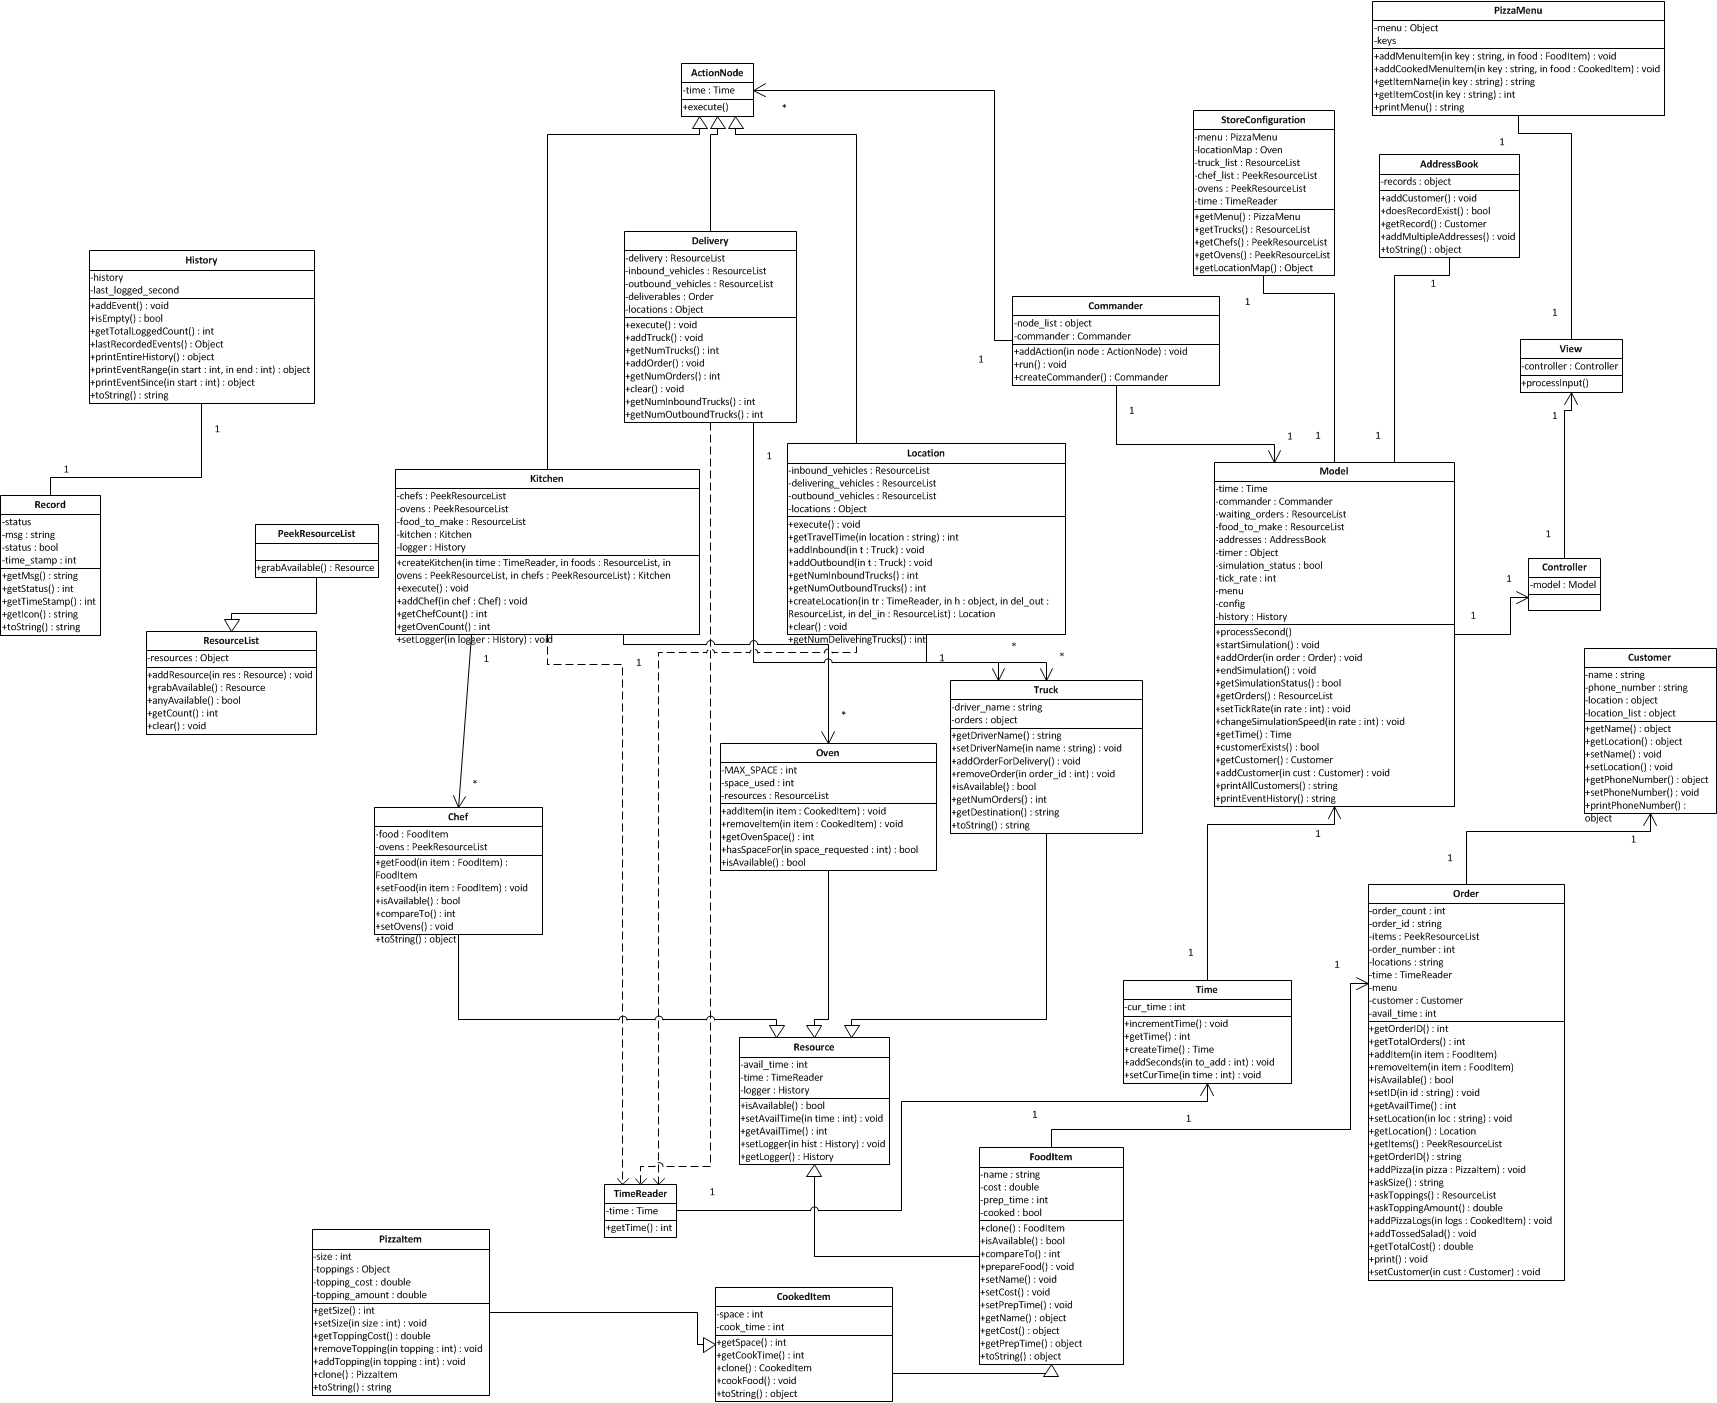 PizzaMenu
-menu : Object
-keys
+addMenuItem(in key : string, in food : FoodItem) : void
+addCookedMenuItem(in key : string, in food : CookedItem) : void
+getItemName(in key : string) : string
+getItemCost(in key : string) : int
+printMenu() : string
ActionNode
-time : Time
+execute()
*
StoreConfiguration
-menu : PizzaMenu
-locationMap : Oven
-truck_list : ResourceList
-chef_list : PeekResourceList
-ovens : PeekResourceList
-time : TimeReader
+getMenu() : PizzaMenu
+getTrucks() : ResourceList
+getChefs() : PeekResourceList
+getOvens() : PeekResourceList
+getLocationMap() : Object
1
1
AddressBook
-records : object
+addCustomer() : void
+doesRecordExist() : bool
+getRecord() : Customer
+addMultipleAddresses() : void
+toString() : object
1
1
Delivery
-delivery : ResourceList
-inbound_vehicles : ResourceList
-outbound_vehicles : ResourceList
-deliverables : Order
-locations : Object
+execute() : void
+addTruck() : void
+getNumTrucks() : int
+addOrder() : void
+getNumOrders() : int
+clear() : void
+getNumInboundTrucks() : int
+getNumOutboundTrucks() : int
1
History
-history
-last_logged_second
+addEvent() : void
+isEmpty() : bool
+getTotalLoggedCount() : int
+lastRecordedEvents() : Object
+printEntireHistory() : object
+printEventRange(in start : int, in end : int) : object
+printEventSince(in start : int) : object
+toString() : string
1
1
Commander
-node_list : object
-commander : Commander
+addAction(in node : ActionNode) : void
+run() : void
+createCommander() : Commander
1
1
1
1
1
View
-controller : Controller
+processInput()
1
1
Record
-status
-msg : string
-status : bool
-time_stamp : int
+getMsg() : string
+getStatus() : int
+getTimeStamp() : int
+getIcon() : string
+toString() : string
PeekResourceList
+grabAvailable() : Resource
ResourceList
-resources : Object
+addResource(in res : Resource) : void
+grabAvailable() : Resource
+anyAvailable() : bool
+getCount() : int
+clear() : void
Kitchen
-chefs : PeekResourceList
-ovens : PeekResourceList
-food_to_make : ResourceList
-kitchen : Kitchen
-logger : History
+createKitchen(in time : TimeReader, in foods : ResourceList, in
ovens : PeekResourceList, in chefs : PeekResourceList) : Kitchen
+execute() : void
+addChef(in chef : Chef) : void
+getChefCount() : int
+getOvenCount() : int
+setLogger(in logger : History) : void
1
1
Location
-inbound_vehicles : ResourceList
-delivering_vehicles : ResourceList
-outbound_vehicles : ResourceList
-locations : Object
+execute() : void
+getTravelTime(in location : string) : int
+addInbound(in t : Truck) : void
+addOutbound(in t : Truck) : void
+getNumInboundTrucks() : int
+getNumOutboundTrucks() : int
+createLocation(in tr : TimeReader, in h : object, in del_out :
ResourceList, in del_in : ResourceList) : Location
+clear() : void
+getNumDeliveringTrucks() : int
1
*
*
Model
-time : Time
-commander : Commander
-waiting_orders : ResourceList
-food_to_make : ResourceList
-addresses : AddressBook
-timer : Object
-simulation_status : bool
-tick_rate : int
-menu
-config
-history : History
+processSecond()
+startSimulation() : void
+addOrder(in order : Order) : void
+endSimulation() : void
+getSimulationStatus() : bool
+getOrders() : ResourceList
+setTickRate(in rate : int) : void
+changeSimulationSpeed(in rate : int) : void
+getTime() : Time
+customerExists() : bool
+getCustomer() : Customer
+addCustomer(in cust : Customer) : void
+printAllCustomers() : string
+printEventHistory() : string
1
1
1
Controller
-model : Model
Customer
-name : string
-phone_number : string
-location : object
-location_list : object
+getName() : object
+getLocation() : object
+setName() : void
+setLocation() : void
+getPhoneNumber() : object
+setPhoneNumber() : void
+printPhoneNumber() :
object
1
1
Truck
-driver_name : string
-orders : object
+getDriverName() : string
+setDriverName(in name : string) : void
+addOrderForDelivery() : void
+removeOrder(in order_id : int) : void
+isAvailable() : bool
+getNumOrders() : int
+getDestination() : string
+toString() : string
*
Oven
-MAX_SPACE : int
-space_used : int
-resources : ResourceList
+addItem(in item : CookedItem) : void
+removeItem(in item : CookedItem) : void
+getOvenSpace() : int
+hasSpaceFor(in space_requested : int) : bool
+isAvailable() : bool
*
Chef
-food : FoodItem
-ovens : PeekResourceList
+getFood(in item : FoodItem) :
FoodItem
+setFood(in item : FoodItem) : void
+isAvailable() : bool
+compareTo() : int
+setOvens() : void
+toString() : object
Order
-order_count : int
-order_id : string
-items : PeekResourceList
-order_number : int
-locations : string
-time : TimeReader
-menu
-customer : Customer
-avail_time : int
+getOrderID() : int
+getTotalOrders() : int
+addItem(in item : FoodItem)
+removeItem(in item : FoodItem)
+isAvailable() : bool
+setID(in id : string) : void
+getAvailTime() : int
+setLocation(in loc : string) : void
+getLocation() : Location
+getItems() : PeekResourceList
+getOrderID() : string
+addPizza(in pizza : PizzaItem) : void
+askSize() : string
+askToppings() : ResourceList
+askToppingAmount() : double
+addPizzaLogs(in logs : CookedItem) : void
+addTossedSalad() : void
+getTotalCost() : double
+print() : void
+setCustomer(in cust : Customer) : void
1
1
Time
-cur_time : int
+incrementTime() : void
+getTime() : int
+createTime() : Time
+addSeconds(in to_add : int) : void
+setCurTime(in time : int) : void
1
1
Resource
-avail_time : int
-time : TimeReader
-logger : History
+isAvailable() : bool
+setAvailTime(in time : int) : void
+getAvailTime() : int
+setLogger(in hist : History) : void
+getLogger() : History
FoodItem
-name : string
-cost : double
-prep_time : int
-cooked : bool
+clone() : FoodItem
+isAvailable() : bool
+compareTo() : int
+prepareFood() : void
+setName() : void
+setCost() : void
+setPrepTime() : void
+getName() : object
+getCost() : object
+getPrepTime() : object
+toString() : object
TimeReader
-time : Time
+getTime() : int
1
PizzaItem
-size : int
-toppings : Object
-topping_cost : double
-topping_amount : double
+getSize() : int
+setSize(in size : int) : void
+getToppingCost() : double
+removeTopping(in topping : int) : void
+addTopping(in topping : int) : void
+clone() : PizzaItem
+toString() : string
CookedItem
-space : int
-cook_time : int
+getSpace() : int
+getCookTime() : int
+clone() : CookedItem
+cookFood() : void
+toString() : object